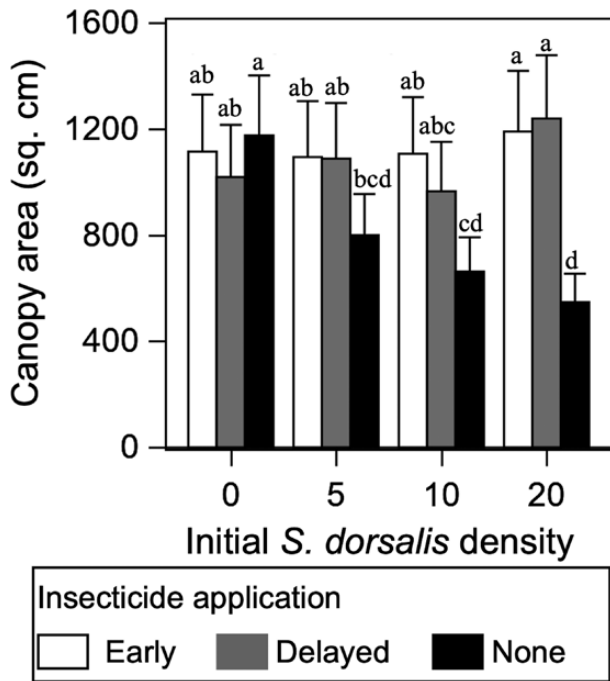 1600
1200
800
400
0
Canopy area (sq. cm)
ab ab a
ab ab bcd
ab abc cd
a a d
0 5 10 20
Initial S. dorsalis density
Insecticide application
Early Delayed None